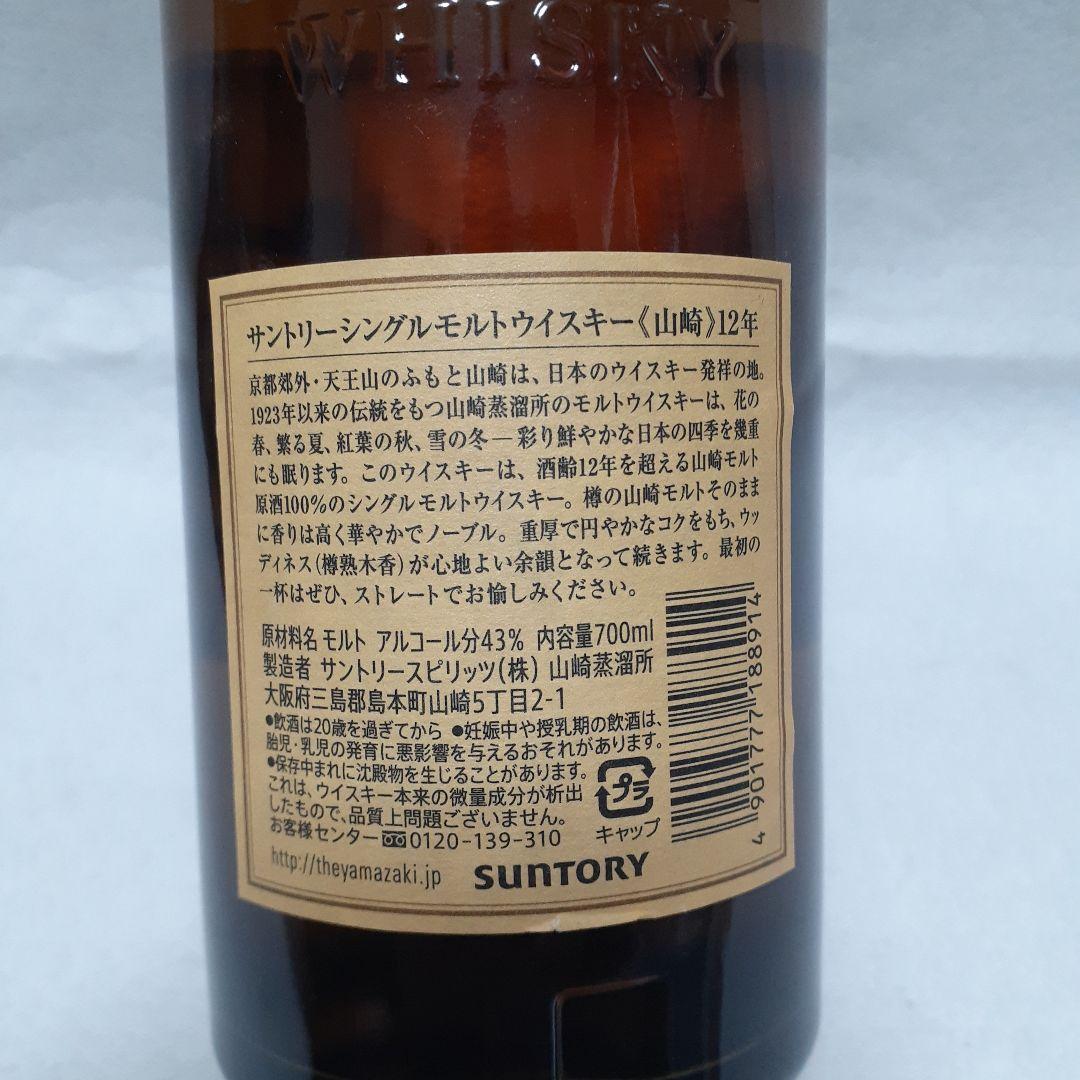 WHISKY
サントリーシングルモルトウイスキー《山崎》12年
京都郊外・天王山のふもと山崎は、日本のウイスキー発祥の地。
1923年以来の伝統をもつ山崎蒸溜所のモルトウイスキーは、花の
春、繁る夏、紅葉の秋、雪の冬―彩り鮮やかな日本の四季を幾重
にも眠ります。このウイスキーは、酒齢12年を超える山崎モルト
原酒100%のシングルモルトウイスキー。樽の山崎モルトそのまま
に香りは高く華やかでノーブル。重厚で円やかなコクをもち、ウッ
ディネス(樽熟木香)が心地よい余韻となって続きます。最初の
一杯はぜひ、ストレートでお愉しみください。
原材料名 モルト アルコール分43% 内容量700ml
製造者 サントリースピリッツ(株) 山崎蒸溜所
大阪府三島郡島本町山崎5丁目2-1
●飲酒は20歳を過ぎてから ●妊娠中や授乳期の飲酒は、
胎児・乳児の発育に悪影響を与えるおそれがあります。
●保存中まれに沈殿物を生じることがあります。
これは、ウイスキー本来の微量成分が析出
したもので、品質上問題ございません。
お客様センター 0120-139-310
http://theyamazaki.jp
SUNTORY
プラ
キャップ
4 901777 188914